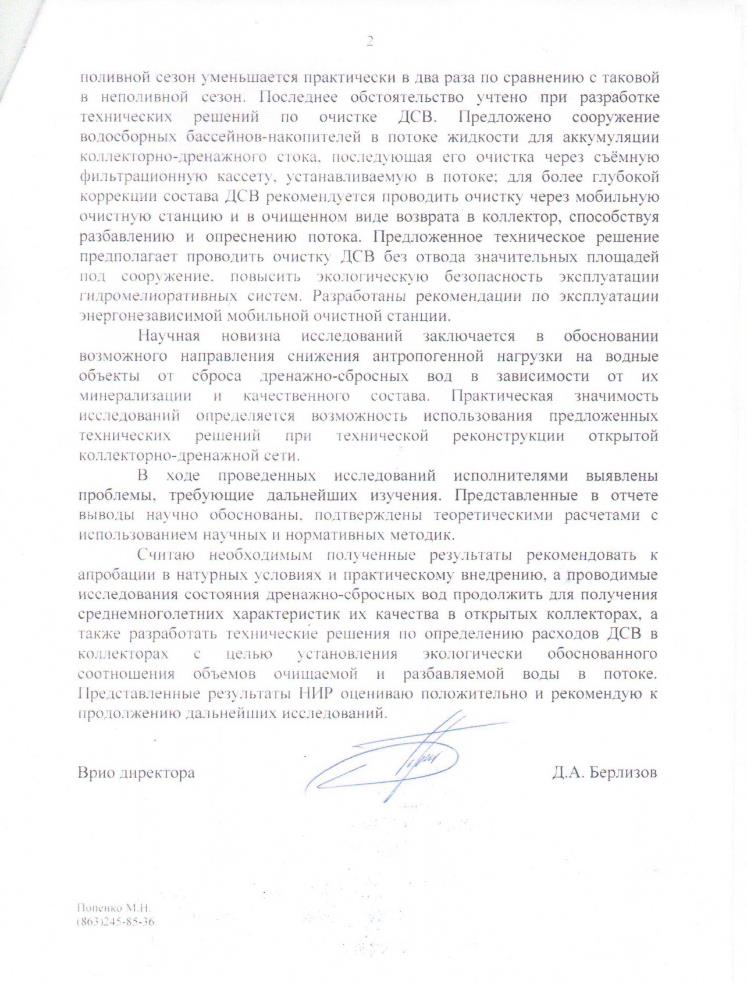 2
поливной сезон уменьшается практически в два раза по сравнению с таковой
в неполивной сезон. Последнее обстоятельство учтено при разработке
технических решений по очистке ДСВ. Предложено сооружение
водосборных бассейнов-накопителей в потоке жидкости для аккумуляции
коллекторно-дренажного стока, последующая его очистка через съёмную
фильтрационную кассету, устанавливаемую в потоке; для более глубокой
коррекции состава ДСВ рекомендуется проводить очистку через мобильную
очистную станцию и в очищенном виде возврата в коллектор, способствуя
разбавлению и опреснению потока. Предложенное техническое решение
предполагает проводить очистку ДСВ без отвода значительных площадей
под сооружение, повысить экологическую безопасность эксплуатации
гидромелиоративных систем. Разработаны рекомендации по эксплуатации
энергонезависимой мобильной очистной станции.
Научная новизна исследований заключается в обосновании
возможного направления снижения антропогенной нагрузки на водные
объекты от сброса дренажно-сбросных вод в зависимости от их
минерализации и качественного состава. Практическая значимость
исследований определяется возможность использования предложенных
технических решений при технической реконструкции открытой
коллекторно-дренажной сети.
В ходе проведенных исследований исполнителями выявлены
проблемы, требующие дальнейших изучения. Представленные в отчете
выводы научно обоснованы, подтверждены теоретическими расчетами с
использованием научных и нормативных методик.
Считаю необходимым полученные результаты рекомендовать к
апробации в натурных условиях и практическому внедрению, а проводимые
исследования состояния дренажно-сбросных вод продолжить для получения
среднемноголетних характеристик их качества в открытых коллекторах, а
также разработать технические решения по определению расходов ДСВ в
коллекторах с целью установления экологически обоснованного
соотношения объемов очищаемой и разбавляемой воды в потоке.
Представленные результаты НИР оцениваю положительно и рекомендую к
продолжению дальнейших исследований.
Врио директора Д.А. Берлизов
Попенко М.Н.
(863)245-85-36